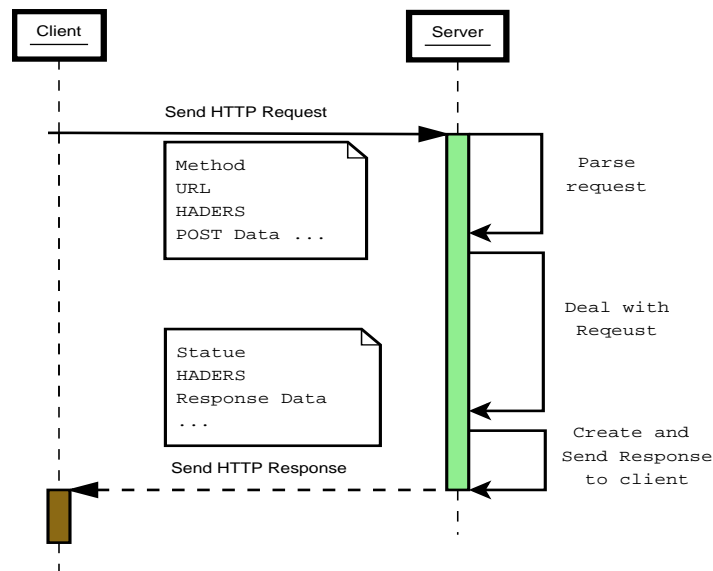 Client
Server
Send HTTP Request
Method
URL
HADERS
POST Data ...
Parse
request
Deal with
Reqeust
Statue
HADERS
Response Data
...
Create and
Send Response
to client
Send HTTP Response